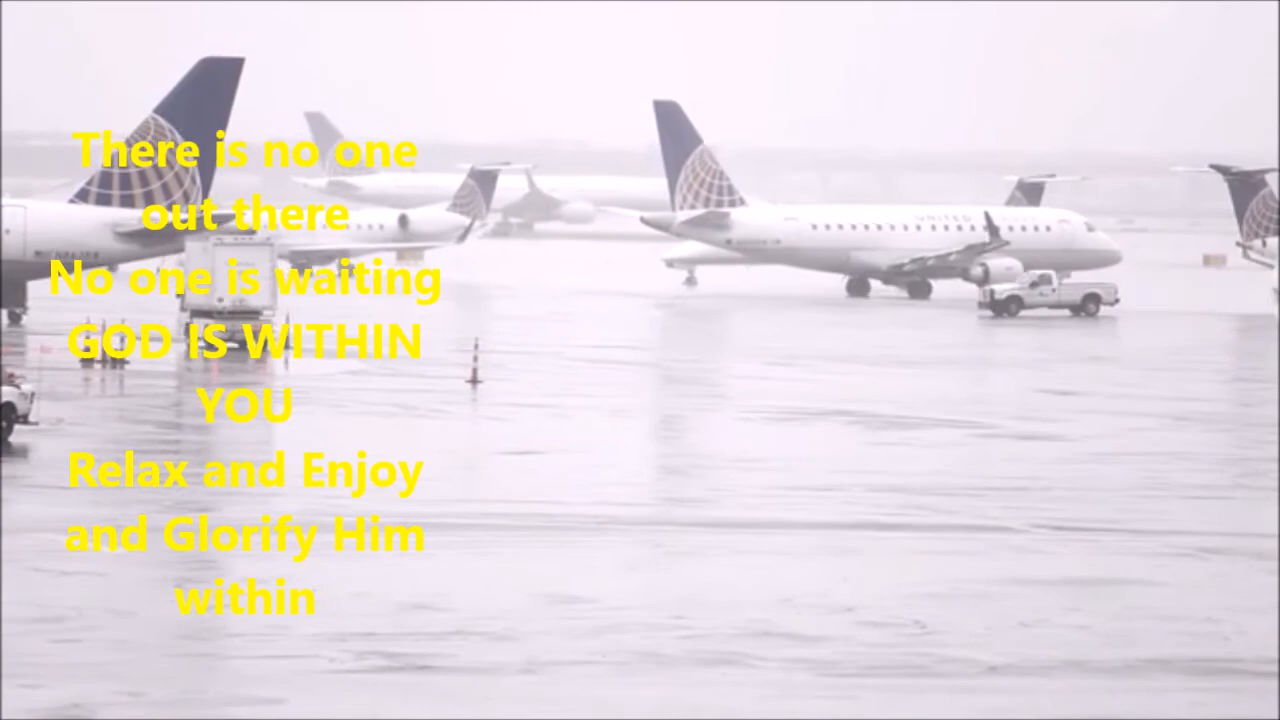 There is no one
out there
No one is waiting
GOD IS WITHIN
YOU
Relax and Enjoy
and Glorify Him
within
UNITED